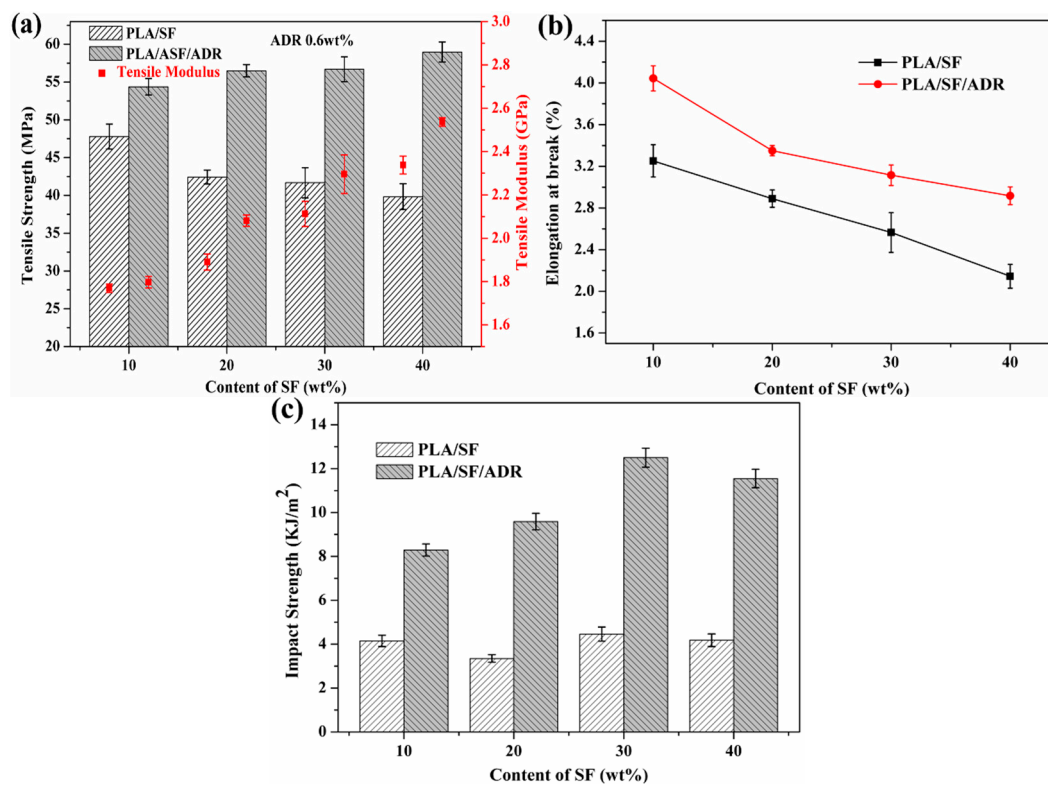 (a)
PLA/SF
PLA/ASF/ADR
Tensile Modulus
ADR 0.6wt%
60
55
50
45
40
35
30
25
20
Tensile Strength (MPa)
3.0
2.8
2.6
2.4
2.2
2.0
1.8
1.6
Tensile Modulus (GPa)
10 20 30 40
Content of SF (wt%)
(b)
PLA/SF
PLA/SF/ADR
4.4
4.0
3.6
3.2
2.8
2.4
2.0
1.6
Elongation at break (%)
10 20 30 40
Content of SF (wt%)
(c)
PLA/SF
PLA/SF/ADR
14
12
10
8
6
4
2
0
Impact Strength (KJ/m²)
10 20 30 40
Content of SF (wt%)